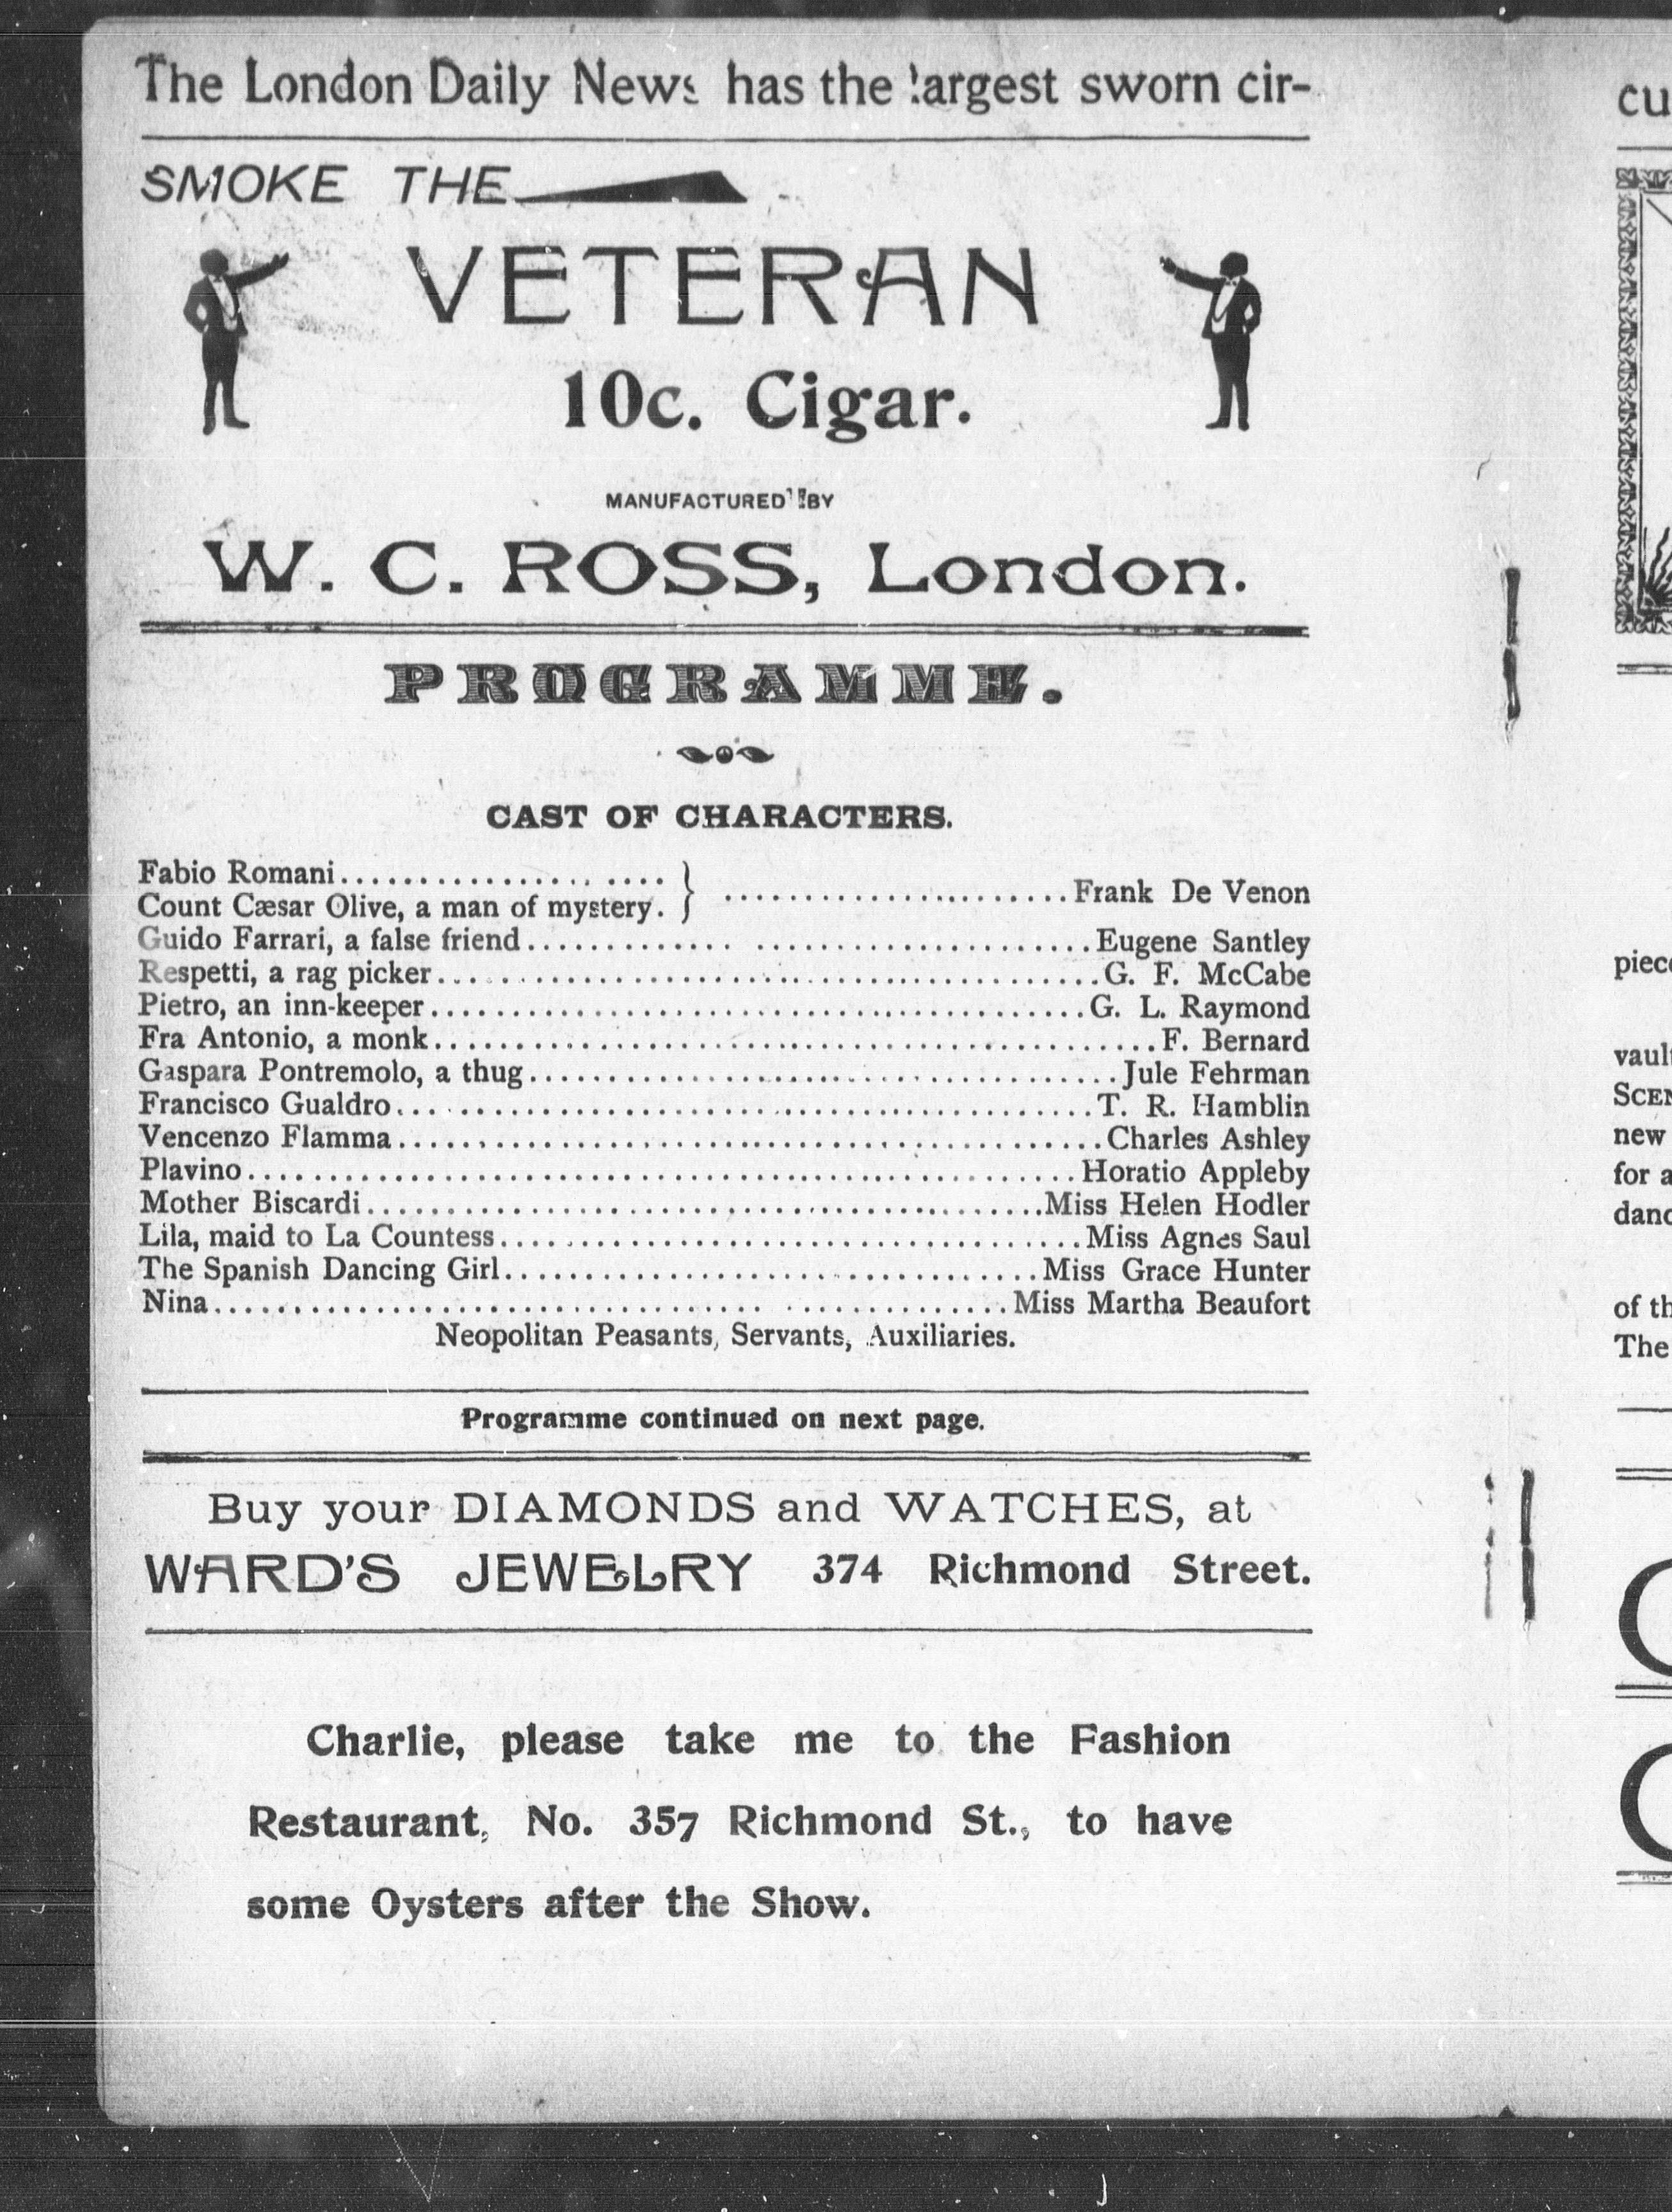 The London Daily News has the largest sworn cir-
SMOKE THE
VETERAN
10c. Cigar.
MANUFACTURED BY
W. C. ROSS, London.
PROGRAMME.
CAST OF CHARACTERS.
Fabio Romani.................... }
Count Cæsar Olive, a man of mystery. } ......................Frank De Venon
Guido Farrari, a false friend..................................Eugene Santley
Respetti, a rag picker..........................................G. F. McCabe
Pietro, an inn-keeper..........................................G. L. Raymond
Fra Antonio, a monk..............................................F. Bernard
Gaspara Pontremolo, a thug......................................Jule Fehrman
Francisco Gualdro............................................T. R. Hamblin
Vencenzo Flamma.............................................Charles Ashley
Plavino.....................................................Horatio Appleby
Mother Biscardi...........................................Miss Helen Hodler
Lila, maid to La Countess.....................................Miss Agnes Saul
The Spanish Dancing Girl..................................Miss Grace Hunter
Nina.................................................Miss Martha Beaufort
Neopolitan Peasants, Servants, Auxiliaries.
Programme continued on next page.
Buy your DIAMONDS and WATCHES, at
WARD'S JEWELRY 374 Richmond Street.
Charlie, please take me to the Fashion
Restaurant, No. 357 Richmond St., to have
some Oysters after the Show.
cu
piec
vault
SCEN
new
for a
danc
of th
The